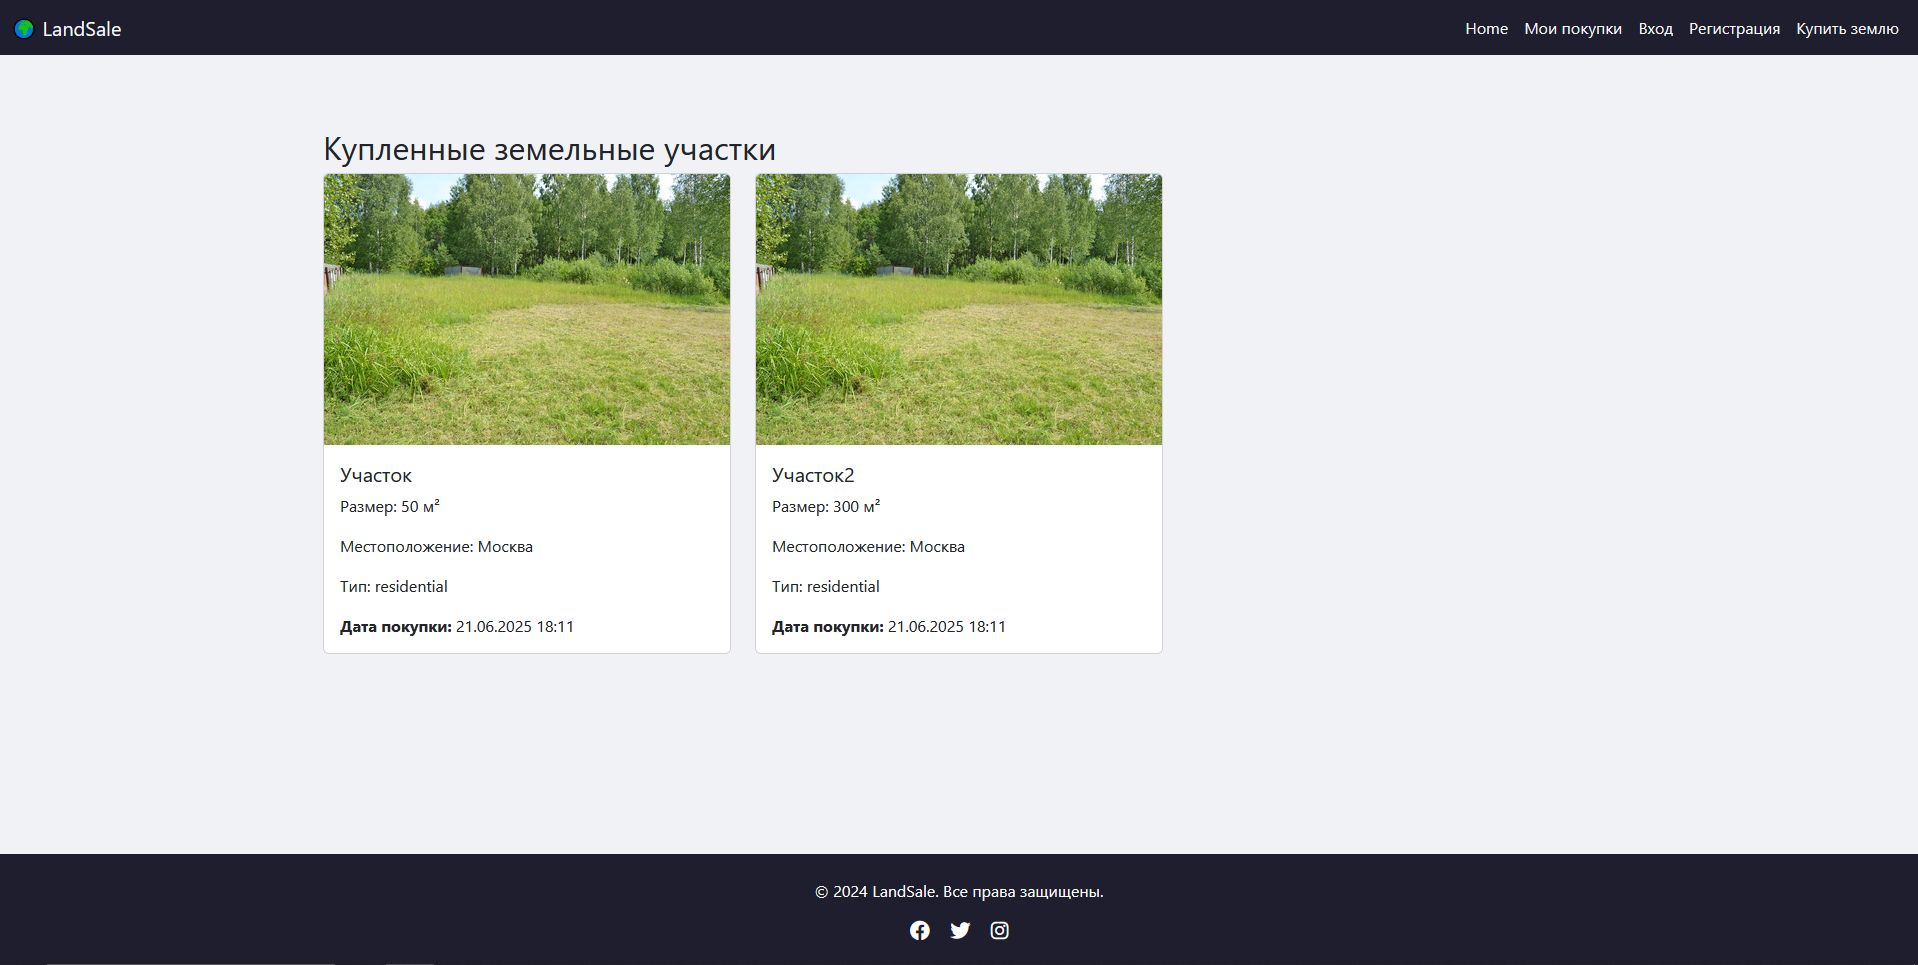 LandSale
Home Мои покупки Вход Регистрация Купить землю
Купленные земельные участки
Участок
Размер: 50 м²
Местоположение: Москва
Тип: residential
Дата покупки: 21.06.2025 18:11
Участок2
Размер: 300 м²
Местоположение: Москва
Тип: residential
Дата покупки: 21.06.2025 18:11
© 2024 LandSale. Все права защищены.